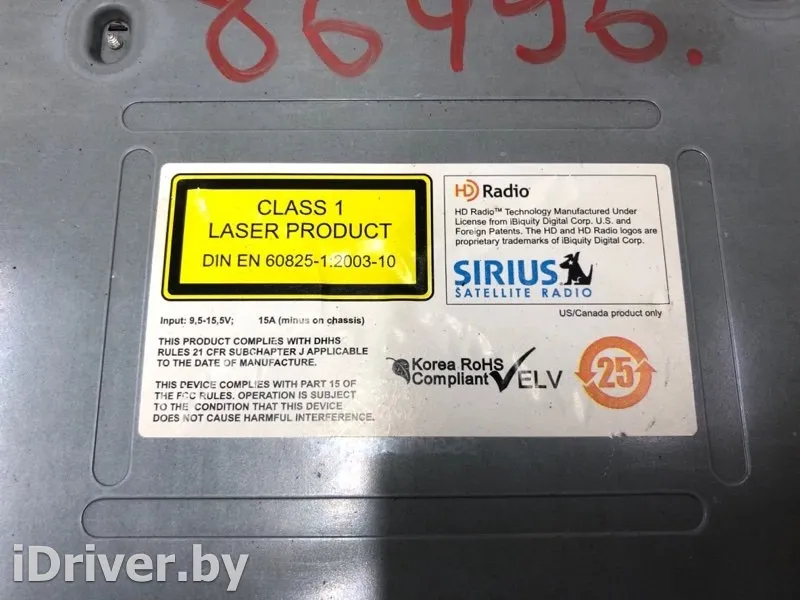 86496.
CLASS 1
LASER PRODUCT
DIN EN 60825-1:2003-10
HD Radio
HD Radio™ Technology Manufactured Under
License from iBiquity Digital Corp. U.S. and
Foreign Patents. The HD and HD Radio logos are
proprietary trademarks of iBiquity Digital Corp.
SIRIUS
SATELLITE RADIO
US/Canada product only
Input: 9,5-15,5V; 15A (minus on chassis)
THIS PRODUCT COMPLIES WITH DHHS
RULES 21 CFR SUBCHAPTER J APPLICABLE
TO THE DATE OF MANUFACTURE.
THIS DEVICE COMPLIES WITH PART 15 OF
THE FCC RULES. OPERATION IS SUBJECT
TO THE CONDITION THAT THIS DEVICE
DOES NOT CAUSE HARMFUL INTERFERENCE.
Korea RoHS
Compliant
ELV
25
iDriver.by